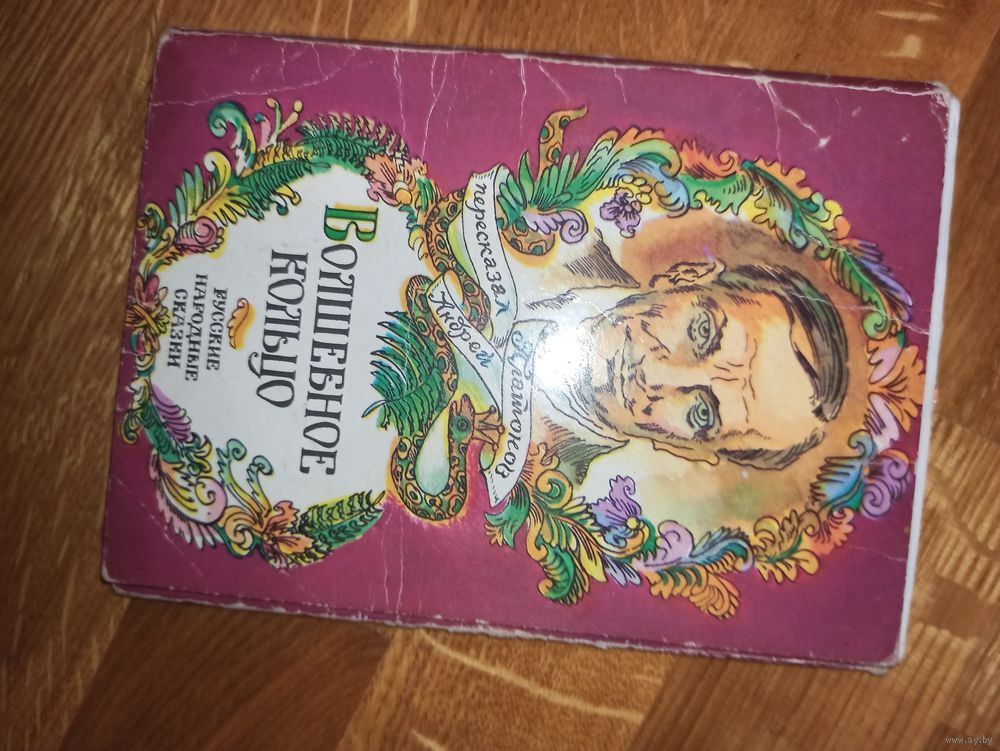 пересказал
Андрей Платонов
Волшебное
кольцо
русские
народные
сказки
www.ay.by